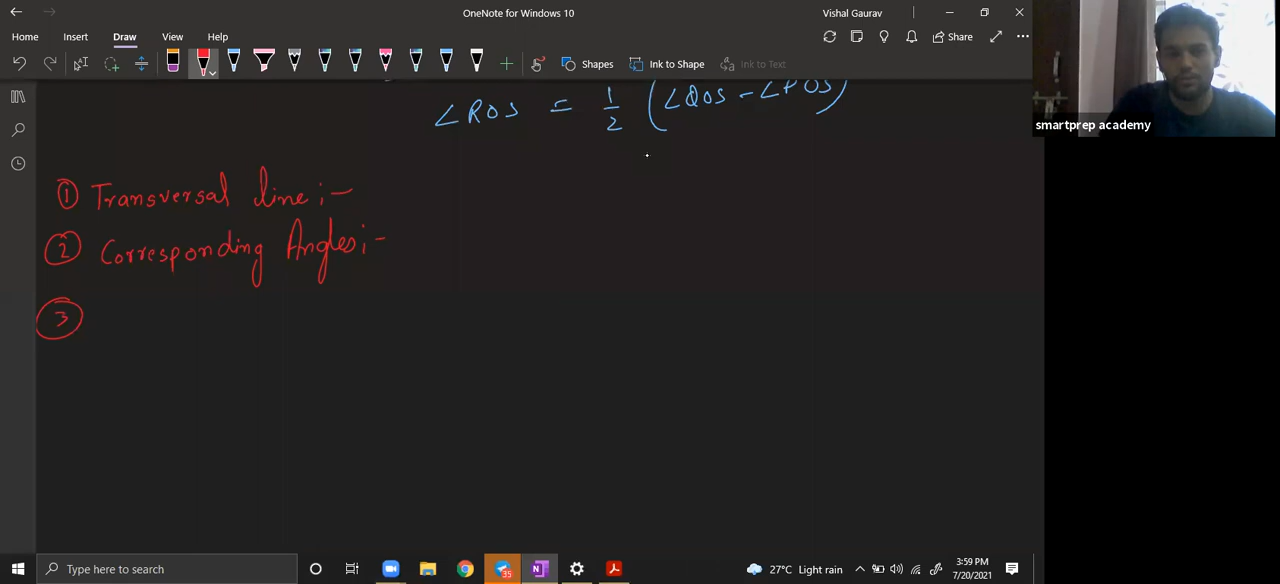 OneNote for Windows 10
Vishal Gaurav
Home Insert Draw View Help
Share
Shapes Ink to Shape Ink to Text
smartprep academy
∠ROS = 1/2 (∠QOS - ∠POS)
① Transversal line ; -
② Corresponding Angles ; -
③
Type here to search
35
27°C Light rain
3:59 PM
7/20/2021